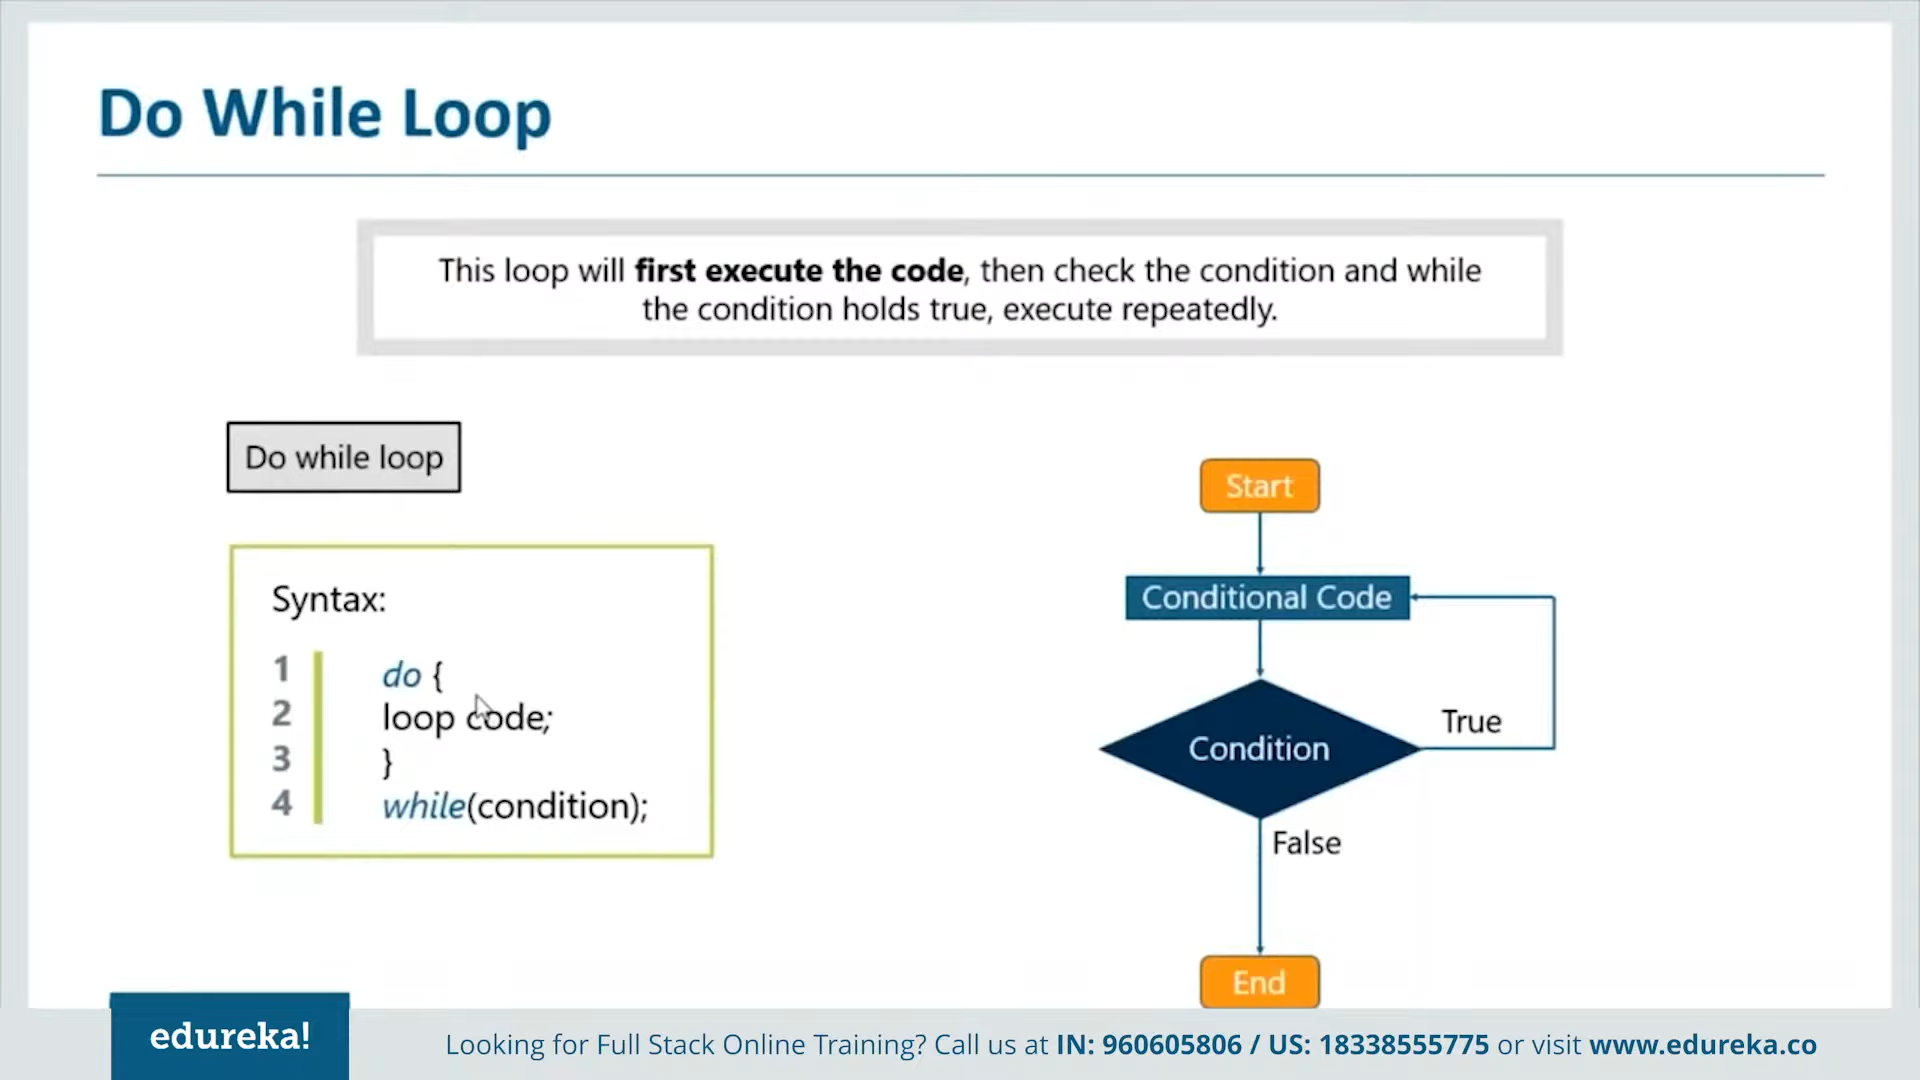 Do While Loop
This loop will first execute the code, then check the condition and while
the condition holds true, execute repeatedly.
Do while loop
Syntax:
1 do {
2 loop code;
3 }
4 while(condition);
Start
Conditional Code
Condition
True
False
End
edureka!
Looking for Full Stack Online Training? Call us at IN: 960605806 / US: 18338555775 or visit www.edureka.co